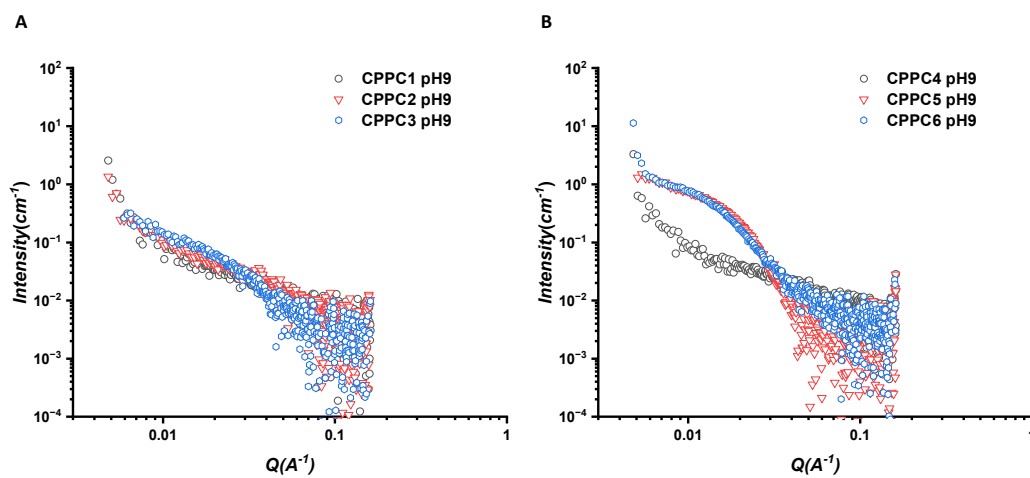 A
B
10²
10¹
10⁰
10⁻¹
10⁻²
10⁻³
10⁻⁴
Intensity(cm⁻¹)
CPPC1 pH9
CPPC2 pH9
CPPC3 pH9
0.01
0.1
1
Q(A⁻¹)
10²
10¹
10⁰
10⁻¹
10⁻²
10⁻³
10⁻⁴
Intensity(cm⁻¹)
CPPC4 pH9
CPPC5 pH9
CPPC6 pH9
0.01
0.1
1
Q(A⁻¹)